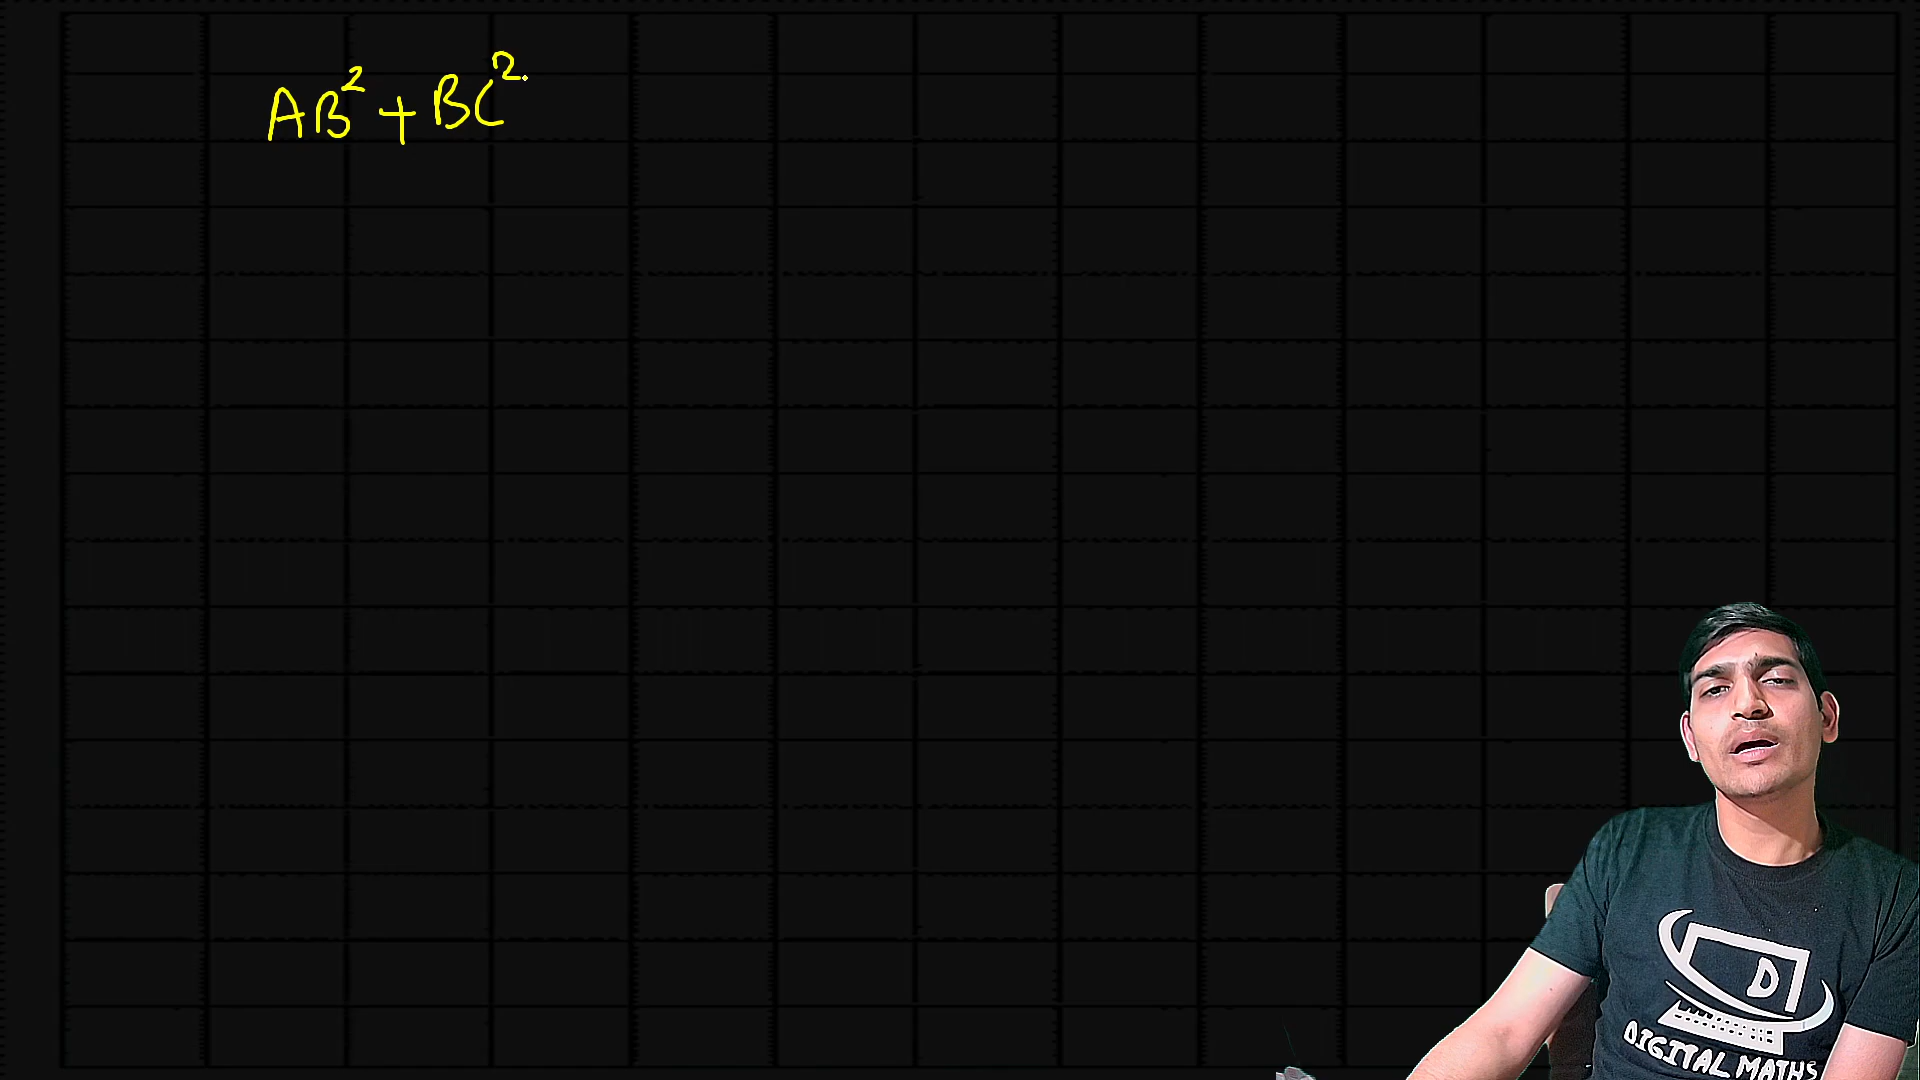 AB² + BC².
D
DIGITAL MATHS